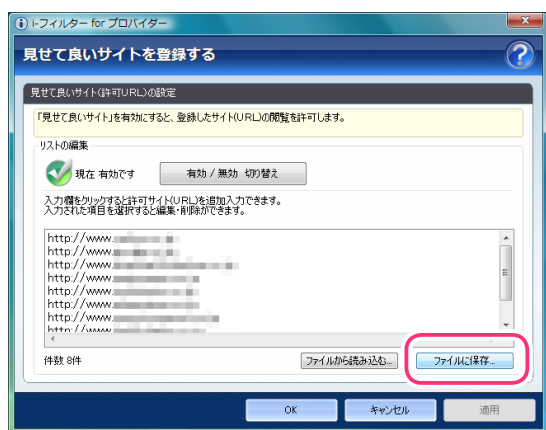 i-フィルター for プロバイダー
見せて良いサイトを登録する
見せて良いサイト(許可URL)の設定
「見せて良いサイト」を有効にすると、登録したサイト(URL)の閲覧を許可します。
リストの編集
現在 有効です
有効 / 無効 切り替え
入力欄をクリックすると許可サイト(URL)を追加入力できます。
入力された項目を選択すると編集・削除ができます。
http://www.
http://www.
http://www.
http://www.
http://www.
http://www.
http://www.
http://www.
件数 8件
ファイルから読み込む...
ファイルに保存...
OK
キャンセル
適用